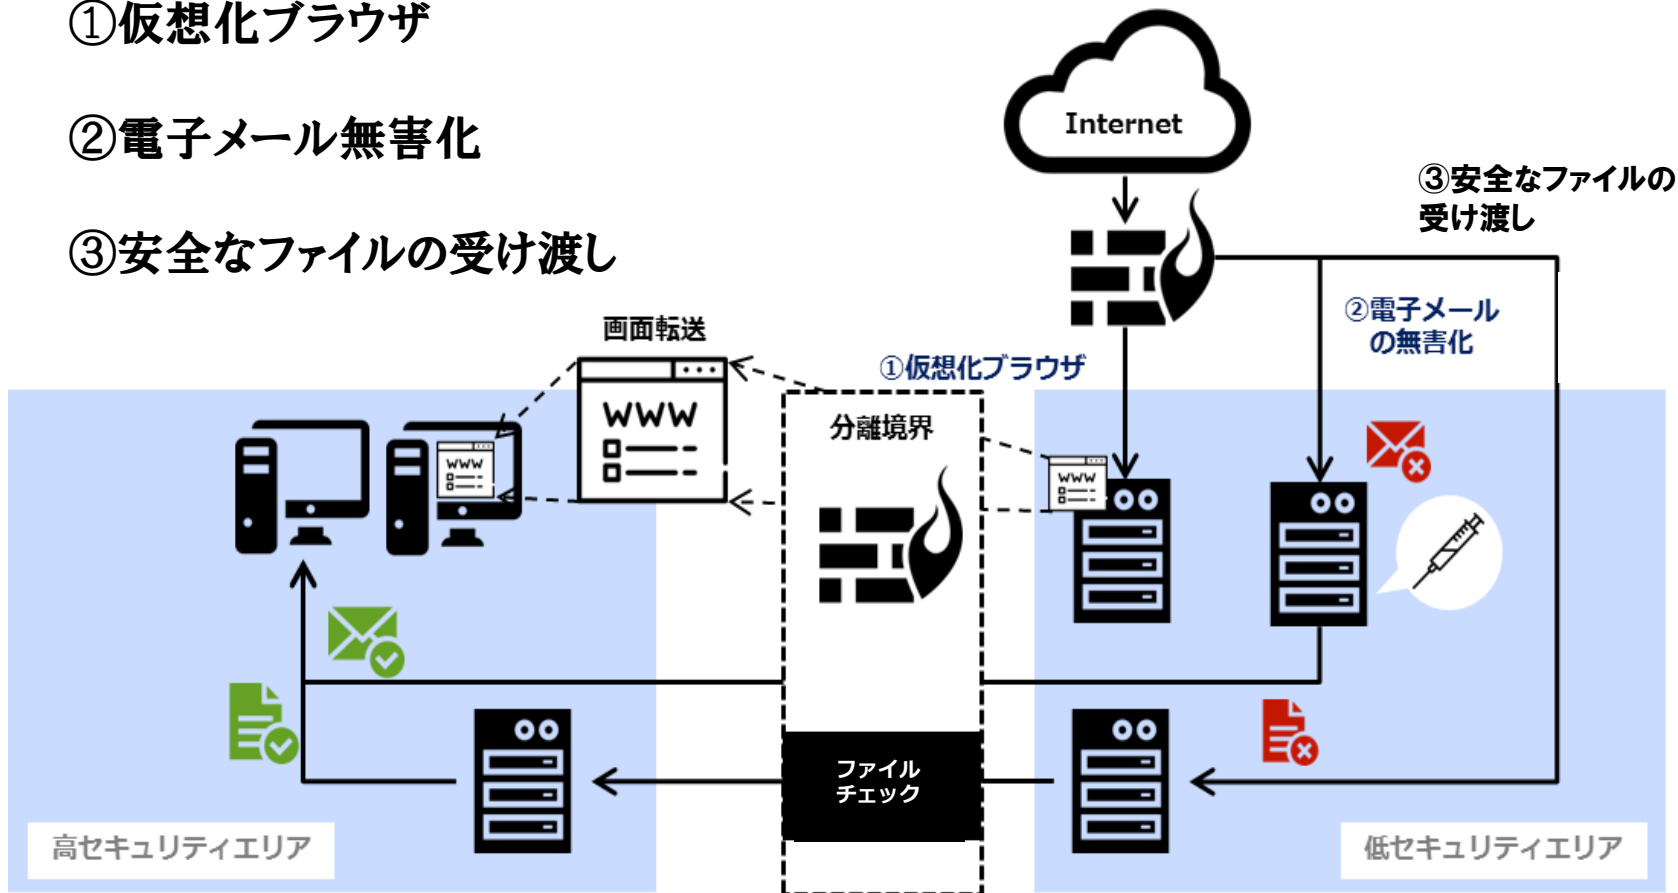 ①仮想化ブラウザ
②電子メール無害化
③安全なファイルの受け渡し
Internet
③安全なファイルの
受け渡し
②電子メール
の無害化
画面転送
①仮想化ブラウザ
分離境界
WWW
WWW
WWW
ファイル
チェック
高セキュリティエリア
低セキュリティエリア